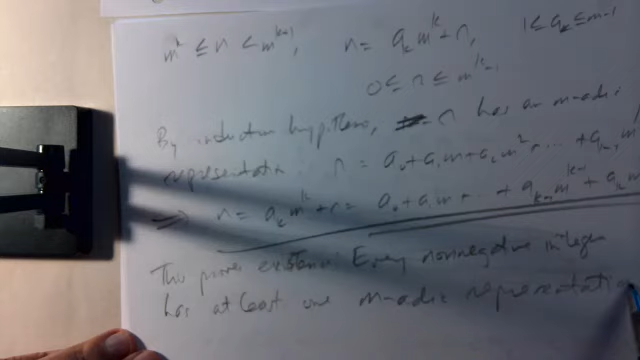 m^k ≤ n < m^{k+1}, n = a_k m^k + r, 1 ≤ a_k ≤ m-1
0 ≤ r ≤ m^k-1
By induction hypothesis, r has an m-adic
representation r = a_0 + a_1 m + a_2 m^2 + ... + a_{k-1} m
⇒ n = a_k m^k + r = a_0 + a_1 m + ... + a_{k-1} m^{k-1} + a_k m
This proves existence. Every nonnegative integer
has at least one m-adic representation